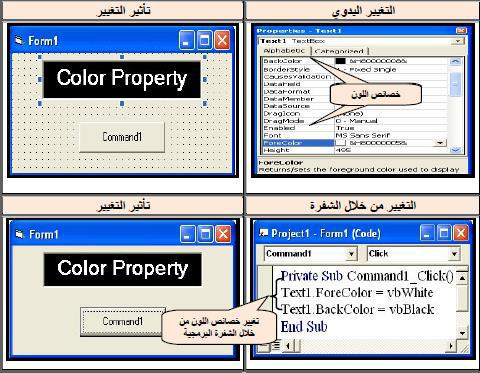 تأثير التغيير
التغيير اليدوي
Form1
Color Property
Command1
Properties - Text1
Text1 TextBox
Alphabetic
Categorized
BackColor &H80000008&
BorderStyle 1 - Fixed Single
CausesValidation
DataField
DataFormat
DataMember
DataSource
DragIcon (None)
DragMode 0 - Manual
Enabled True
Font MS Sans Serif
ForeColor &H80000005&
Height 495
خصائص اللون
ForeColor
Returns/sets the foreground color used to display
تأثير التغيير
التغيير من خلال الشفرة
Form1
Color Property
Command1
Project1 - Form1 (Code)
Command1
Click
Private Sub Command1_Click()
Text1.ForeColor = vbWhite
Text1.BackColor = vbBlack
End Sub
تغيير خصائص اللون من
خلال الشفرة البرمجية